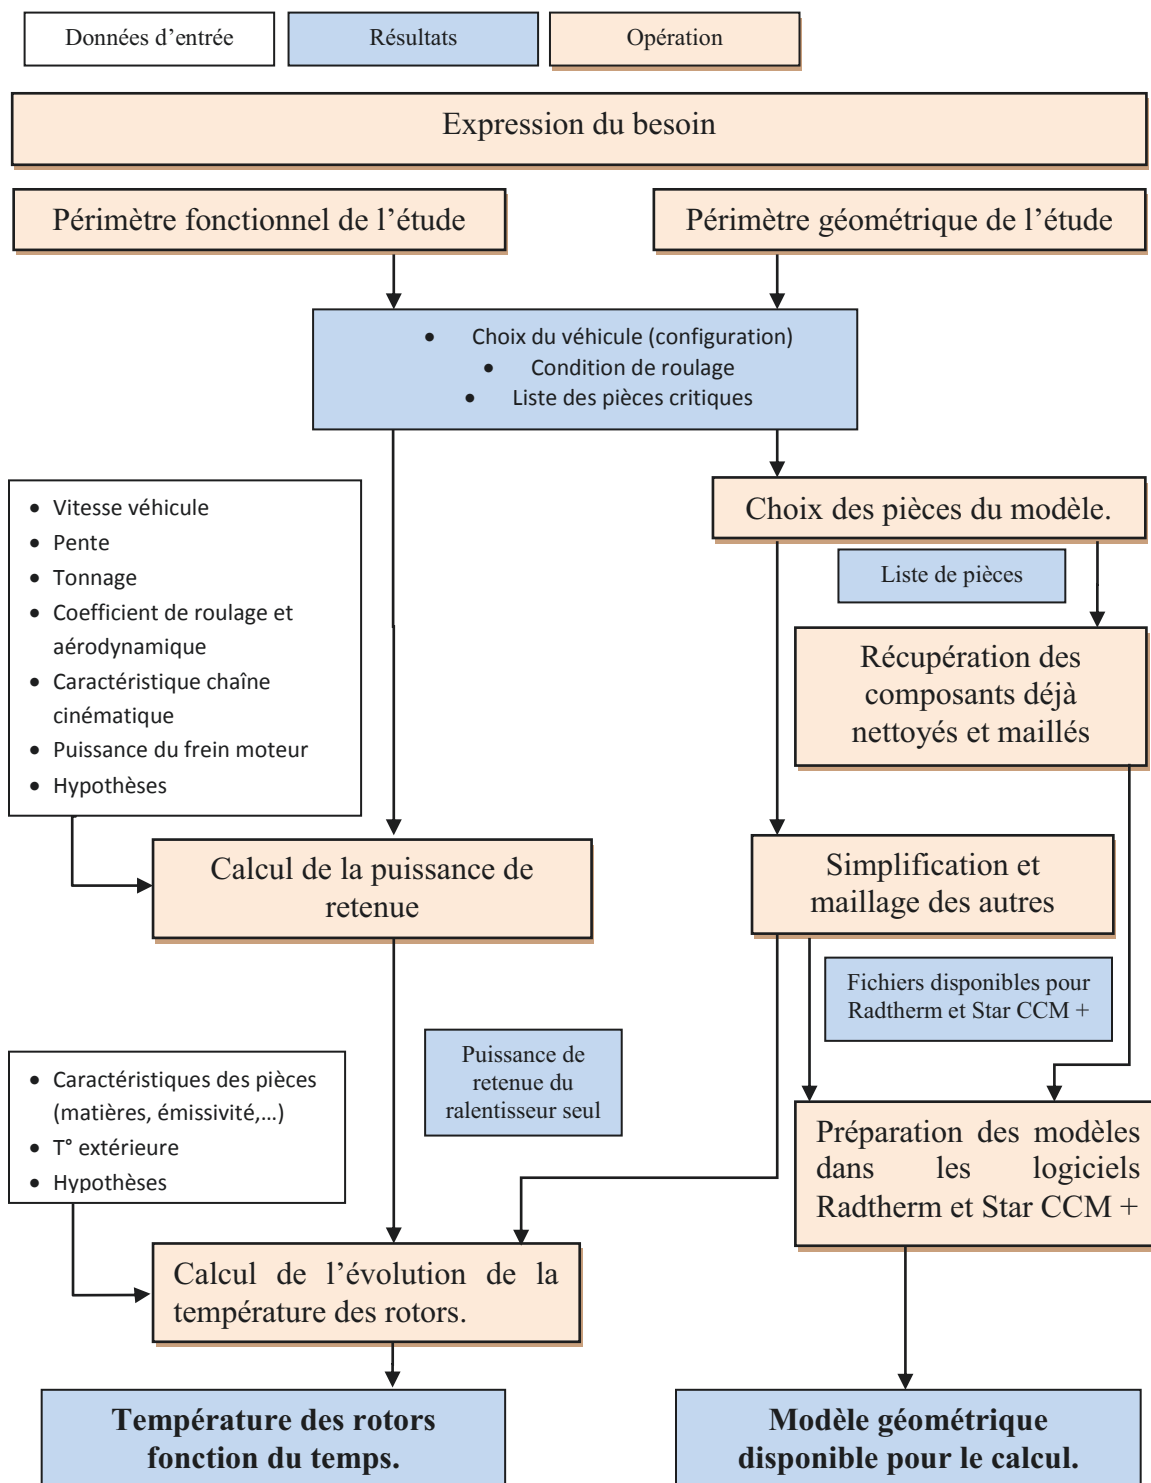 Données d’entrée
Résultats
Opération
Expression du besoin
Périmètre fonctionnel de l’étude
Périmètre géométrique de l’étude
• Choix du véhicule (configuration)
• Condition de roulage
• Liste des pièces critiques
• Vitesse véhicule
• Pente
• Tonnage
• Coefficient de roulage et
aérodynamique
• Caractéristique chaîne
cinématique
• Puissance du frein moteur
• Hypothèses
Choix des pièces du modèle.
Liste de pièces
Récupération des
composants déjà
nettoyés et maillés
Calcul de la puissance de
retenue
Simplification et
maillage des autres
Fichiers disponibles pour
Radtherm et Star CCM +
Puissance de
retenue du
ralentisseur seul
• Caractéristiques des pièces
(matières, émissivité,…)
• T° extérieure
• Hypothèses
Préparation des modèles
dans les logiciels
Radtherm et Star CCM +
Calcul de l’évolution de la
température des rotors.
Température des rotors
fonction du temps.
Modèle géométrique
disponible pour le calcul.